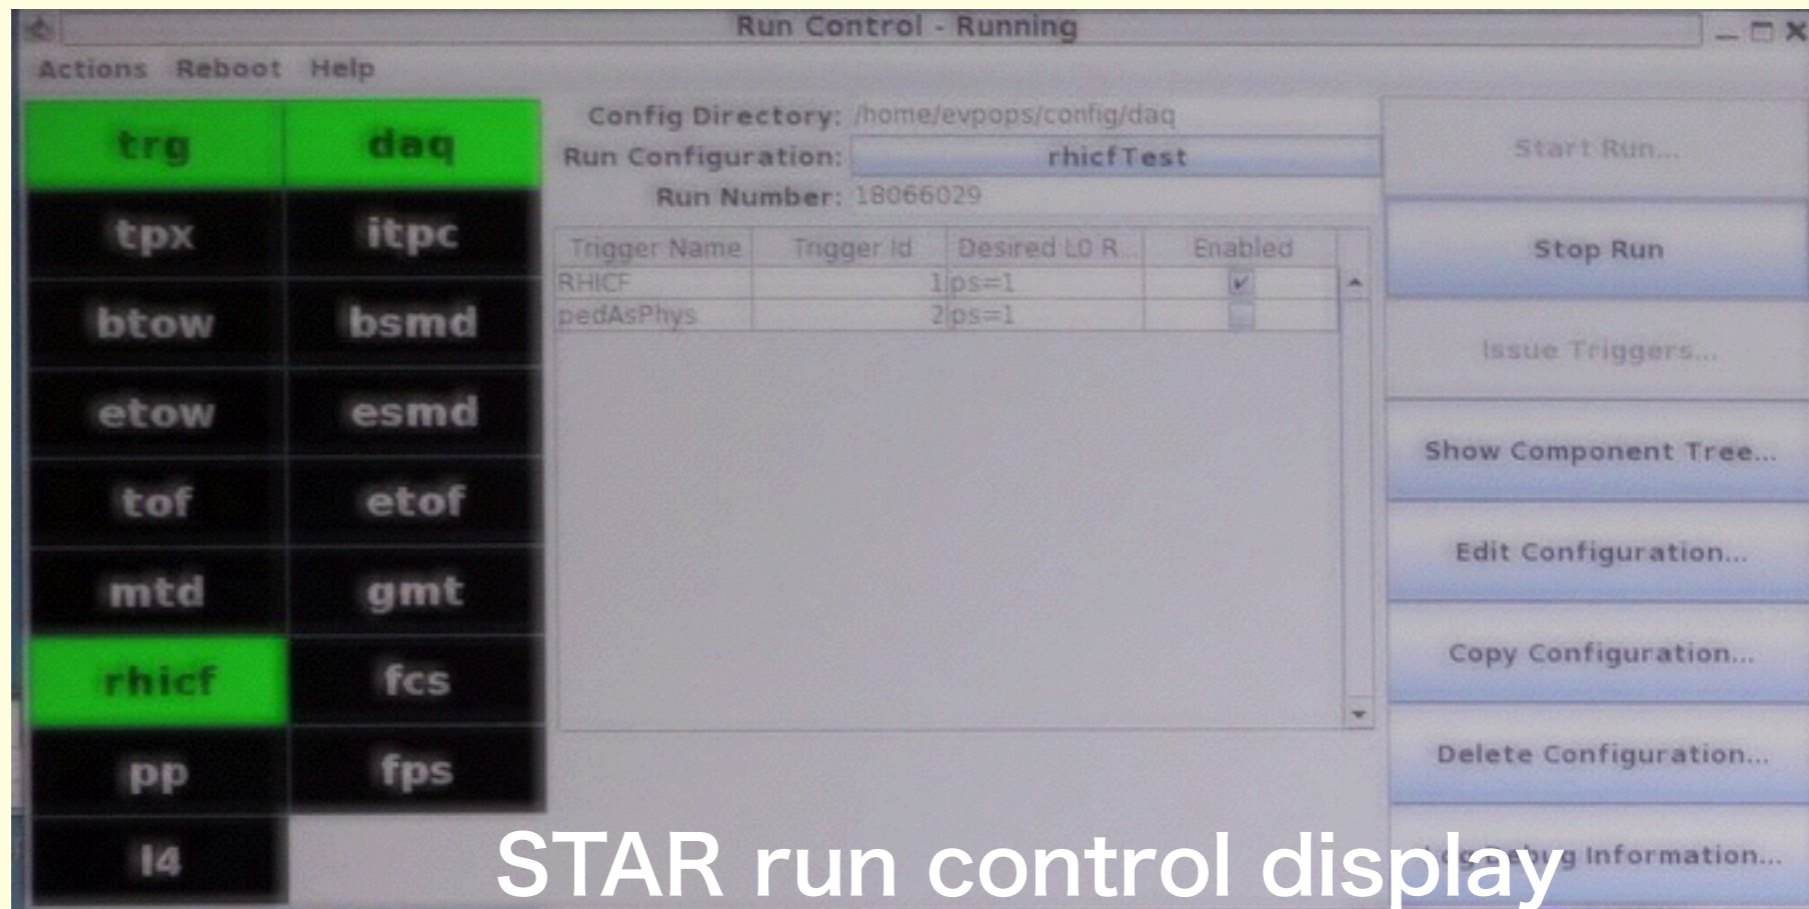 Run Control - Running
Actions Reboot Help
trg daq
tpx itpc
btow bsmd
etow esmd
tof etof
mtd gmt
rhicf fcs
pp fps
l4
Config Directory: /home/evpops/config/daq
Run Configuration: rhicfTest
Run Number: 18066029
Trigger Name Trigger Id Desired L0 R... Enabled
RHICF 1 ps=1
pedAsPhys 2 ps=1
Start Run...
Stop Run
Issue Triggers...
Show Component Tree...
Edit Configuration...
Copy Configuration...
Delete Configuration...
Log Debug Information...
STAR run control display